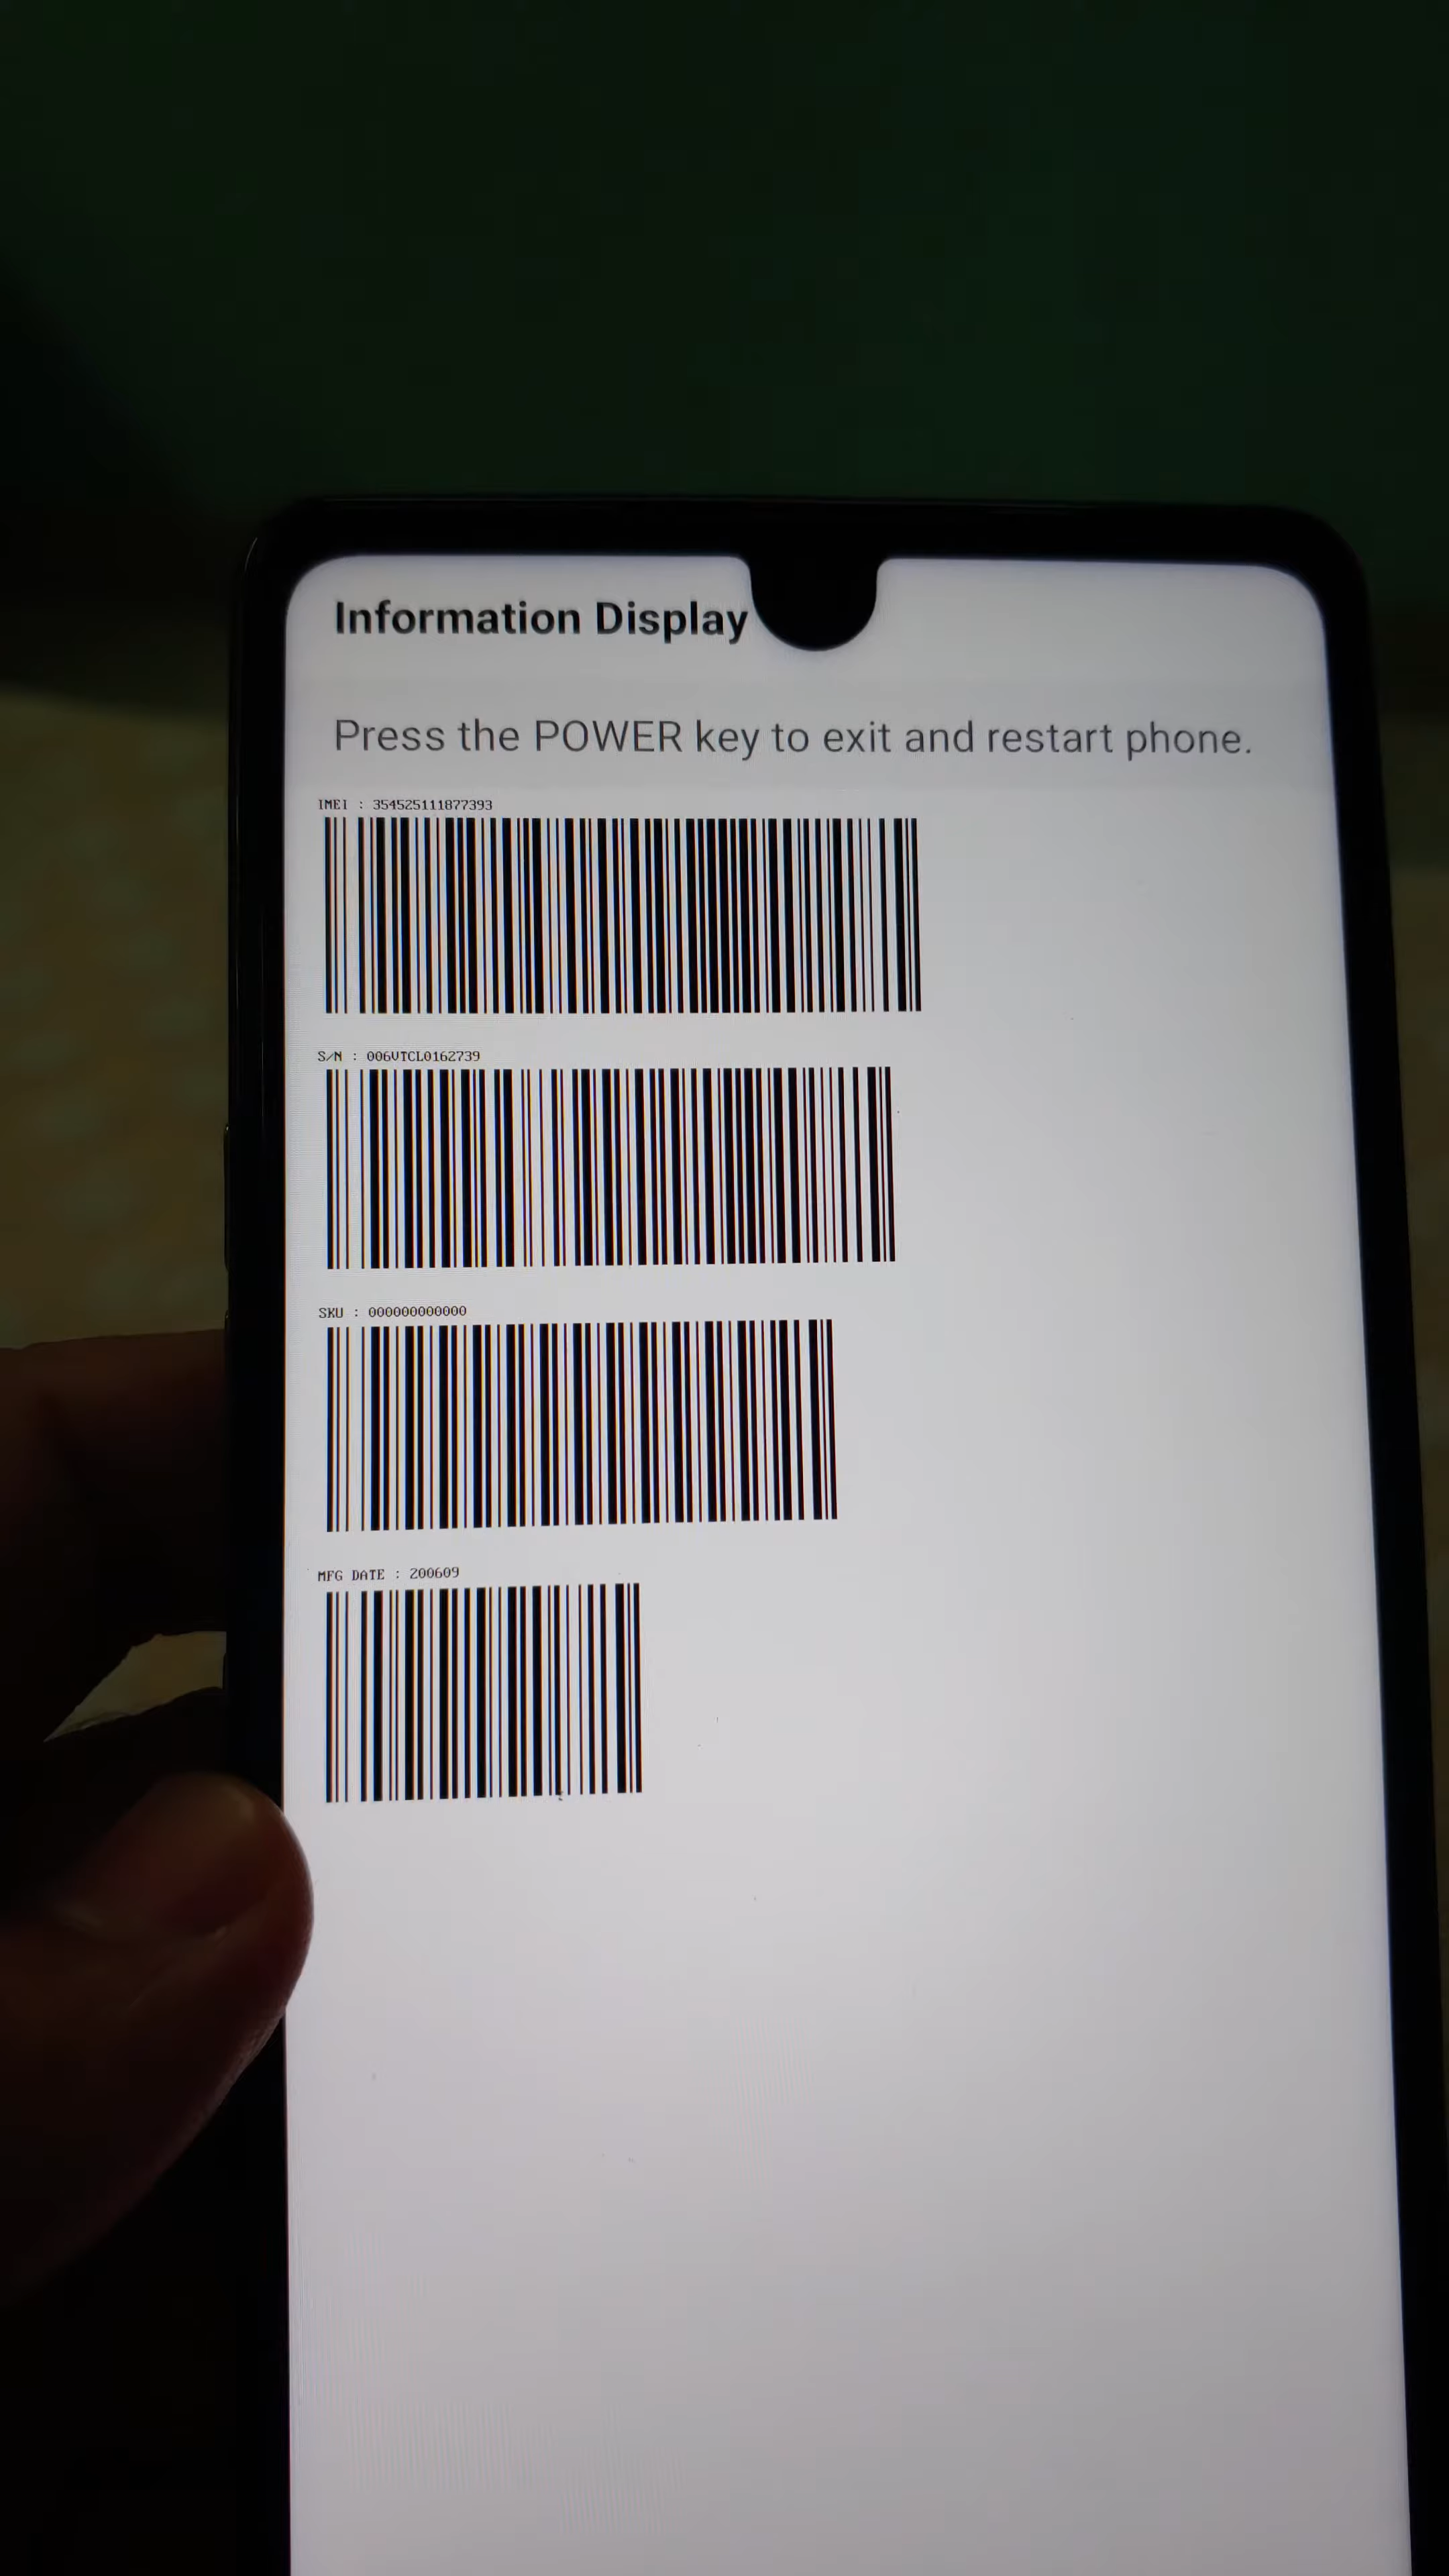 Information Display
Press the POWER key to exit and restart phone.
IMEI : 354525111877393
S/N : 006VTCL0162739
SKU : 000000000000
MFG DATE : 200609